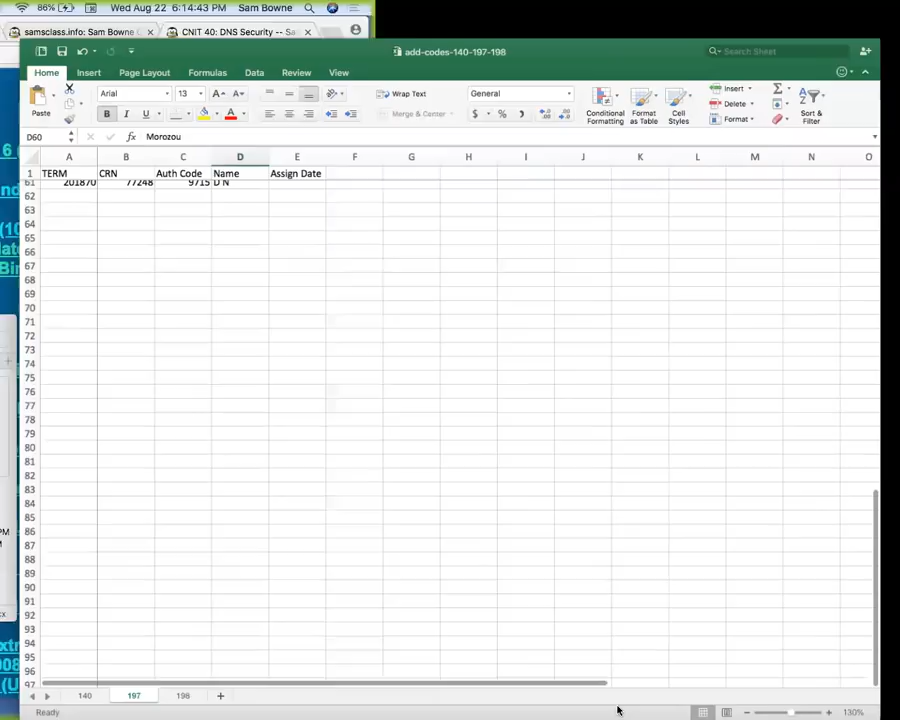 86% Wed Aug 22 6:14:43 PM Sam Bowne
samsclass.info: Sam Bowne
CNIT 40: DNS Security -- Sa
add-codes-140-197-198
Search Sheet
Home Insert Page Layout Formulas Data Review View
Paste
Arial 13
A A
Wrap Text
General
Conditional Formatting
Format as Table
Cell Styles
Insert
Delete
Format
Sort & Filter
B I U
Merge & Center
$ %
D60 fx Morozou
A B C D E F G H I J K L M N O
1 TERM CRN Auth Code Name Assign Date
61 201870 77248 9715 D N
62
63
64
65
66
67
68
69
70
71
72
73
74
75
76
77
78
79
80
81
82
83
84
85
86
87
88
89
90
91
92
93
94
95
96
97
140 197 198 +
Ready
130%